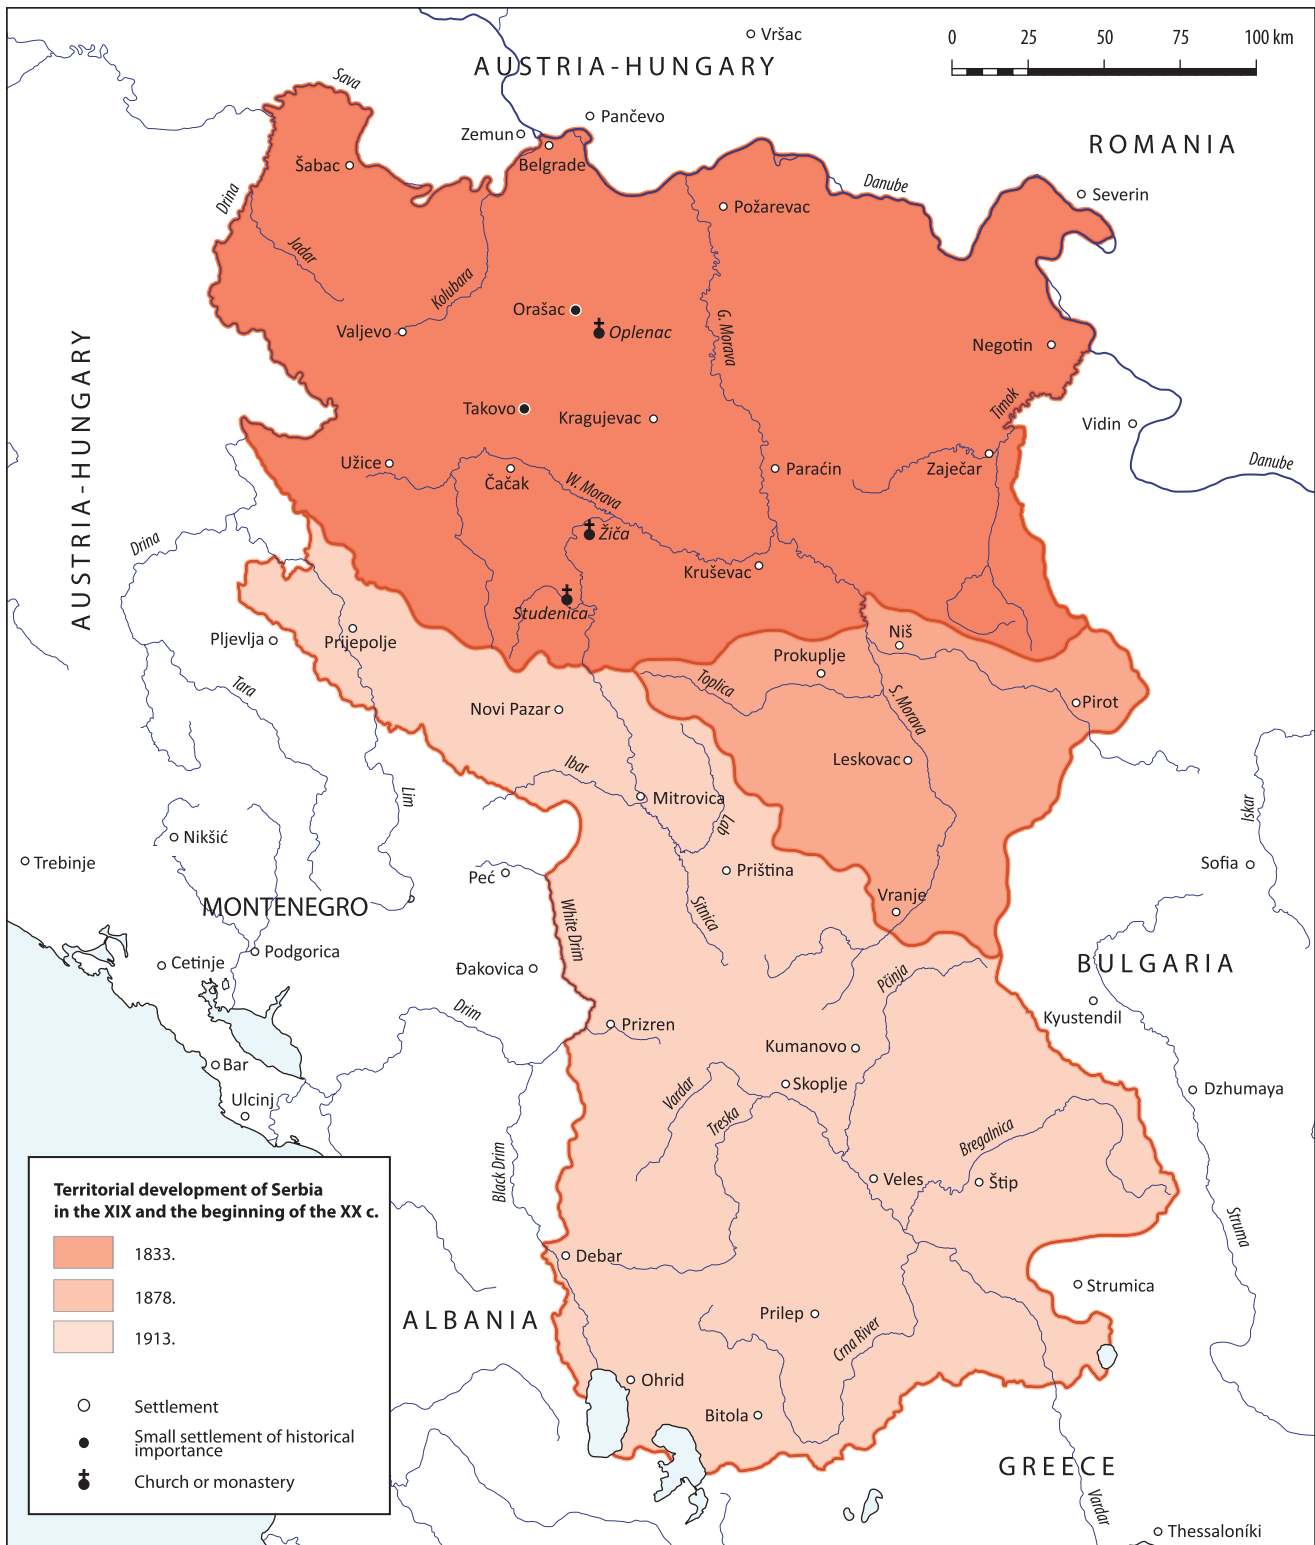 Vršac
0 25 50 75 100 km
AUSTRIA-HUNGARY
Sava
Pančevo
Zemun
Belgrade
ROMANIA
Šabac
Drina
Danube
Severin
Požarevac
Jadar
Kolubara
Orašac
Oplenac
Valjevo
G. Morava
Negotin
AUSTRIA-HUNGARY
Takovo
Kragujevac
Timok
Vidin
Užice
Čačak
W. Morava
Paraćin
Zaječar
Danube
Drina
Žiča
Kruševac
Studenica
Pljevlja
Prijepolje
Niš
Prokuplje
Toplica
S. Morava
Pirot
Tara
Novi Pazar
Leskovac
Ibar
Lim
Mitrovica
Lab
Iskar
Nikšić
Trebinje
Peć
Priština
Sofia
MONTENEGRO
White Drim
Sitnica
Vranje
Podgorica
Cetinje
Đakovica
Pčinja
BULGARIA
Drim
Prizren
Kyustendil
Kumanovo
Bar
Skoplje
Vardar
Treska
Dzhumaya
Ulcinj
Bregalnica
Black Drim
Veles
Štip
Territorial development of Serbia
in the XIX and the beginning of the XX c.
1833.
1878.
1913.
Settlement
Small settlement of historical
importance
Church or monastery
Struma
Debar
Strumica
ALBANIA
Prilep
Crna River
Ohrid
Bitola
GREECE
Vardar
Thessaloníki